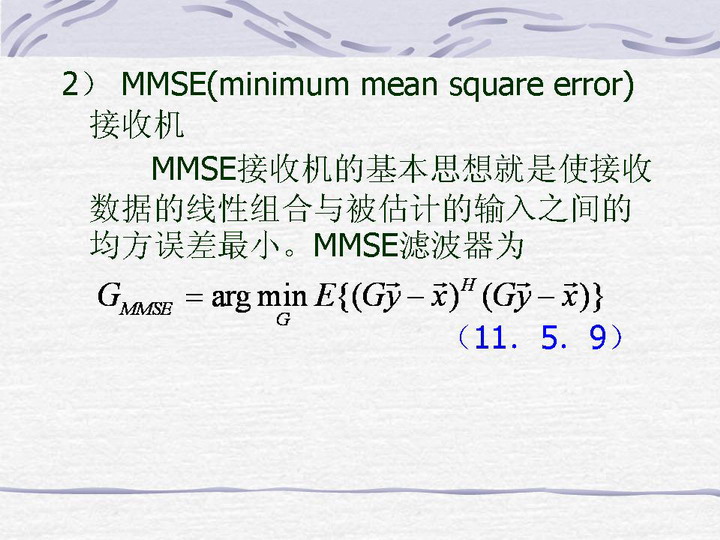 2） MMSE(minimum mean square error)
接收机
MMSE接收机的基本思想就是使接收
数据的线性组合与被估计的输入之间的
均方误差最小。MMSE滤波器为
G_{MMSE} = \arg\min_{G} E\{(G\vec{y} - \vec{x})^{H} (G\vec{y} - \vec{x})\}
（11．5．9）